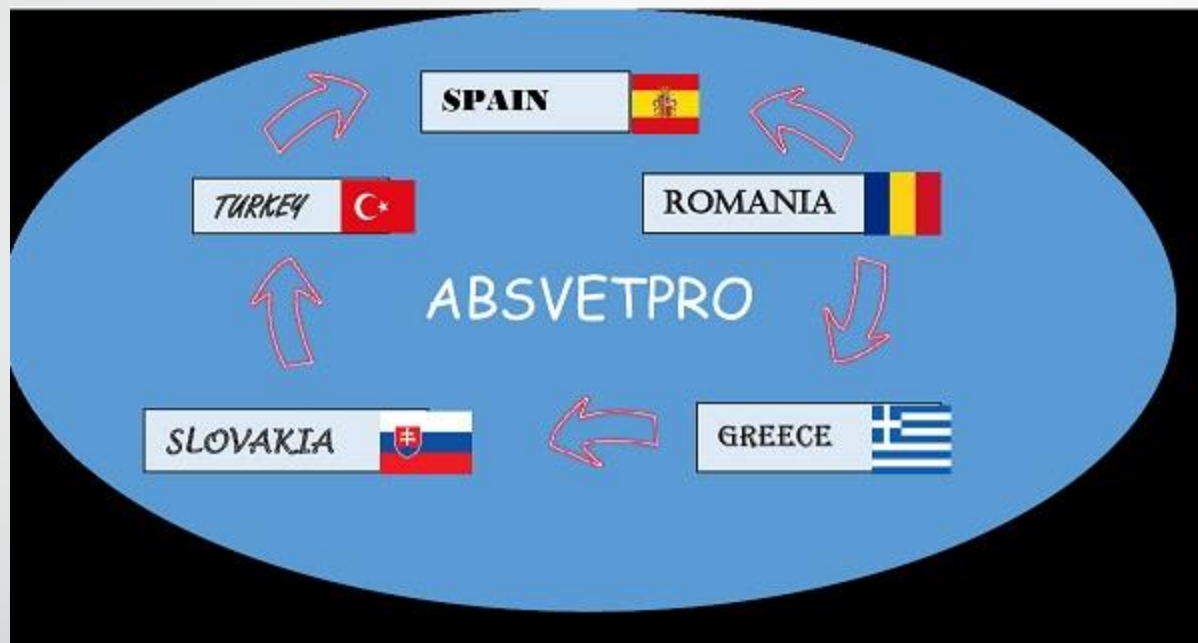 SPAIN
TURKEY
ROMANIA
ABSVETPRO
SLOVAKIA
GREECE